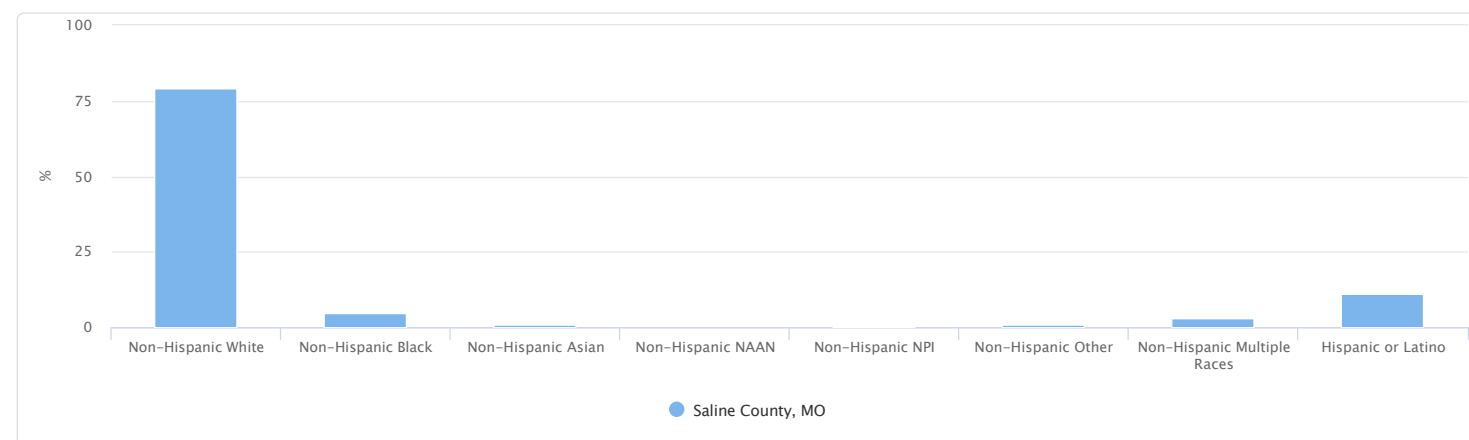 100
75
50
25
0
%
Non-Hispanic White
Non-Hispanic Black
Non-Hispanic Asian
Non-Hispanic NAAN
Non-Hispanic NPI
Non-Hispanic Other
Non-Hispanic Multiple
Races
Hispanic or Latino
Saline County, MO